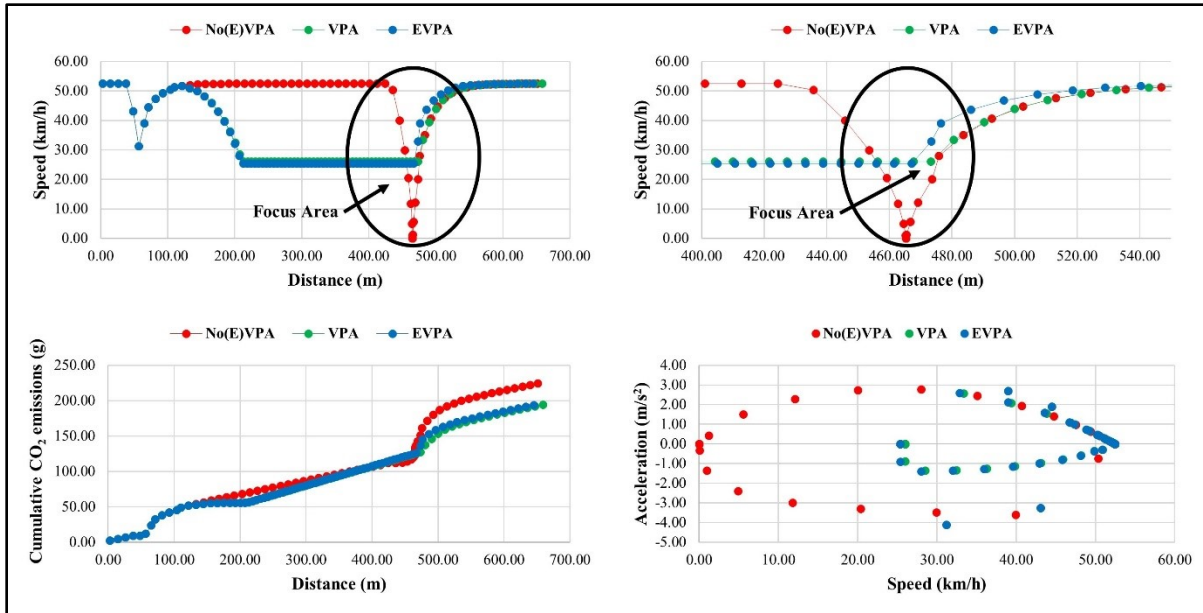 No(E)VPA VPA EVPA
Speed (km/h)
60.00
50.00
40.00
30.00
20.00
10.00
0.00
Focus Area
0.00 100.00 200.00 300.00 400.00 500.00 600.00 700.00
Distance (m)
No(E)VPA VPA EVPA
Speed (km/h)
60.00
50.00
40.00
30.00
20.00
10.00
0.00
Focus Area
400.00 420.00 440.00 460.00 480.00 500.00 520.00 540.00
Distance (m)
No(E)VPA VPA EVPA
Cumulative CO2 emissions (g)
250.00
200.00
150.00
100.00
50.00
0.00
0.00 100.00 200.00 300.00 400.00 500.00 600.00 700.00
Distance (m)
No(E)VPA VPA EVPA
Acceleration (m/s²)
4.00
3.00
2.00
1.00
0.00
-1.00
-2.00
-3.00
-4.00
-5.00
0.00 10.00 20.00 30.00 40.00 50.00 60.00
Speed (km/h)